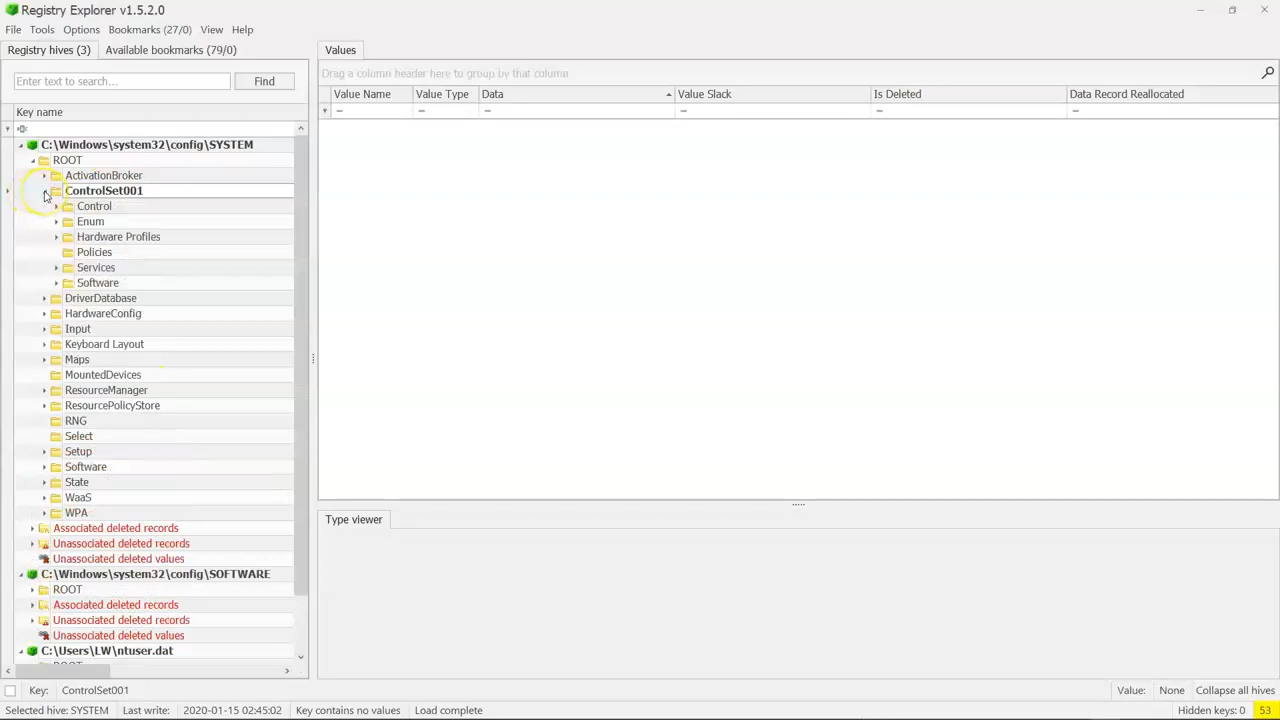 Registry Explorer v1.5.2.0
File Tools Options Bookmarks (27/0) View Help
Registry hives (3) Available bookmarks (79/0)
Enter text to search... Find
Key name
C:\Windows\system32\config\SYSTEM
ROOT
ActivationBroker
ControlSet001
Control
Enum
Hardware Profiles
Policies
Services
Software
DriverDatabase
HardwareConfig
Input
Keyboard Layout
Maps
MountedDevices
ResourceManager
ResourcePolicyStore
RNG
Select
Setup
Software
State
WaaS
WPA
Associated deleted records
Unassociated deleted records
Unassociated deleted values
C:\Windows\system32\config\SOFTWARE
ROOT
Associated deleted records
Unassociated deleted records
Unassociated deleted values
C:\Users\LW\ntuser.dat
ROOT
Values
Drag a column header here to group by that column
Value Name Value Type Data Value Slack Is Deleted Data Record Reallocated
Type viewer
Key: ControlSet001 Value: None Collapse all hives
Selected hive: SYSTEM Last write: 2020-01-15 02:45:02 Key contains no values Load complete Hidden keys: 0 53